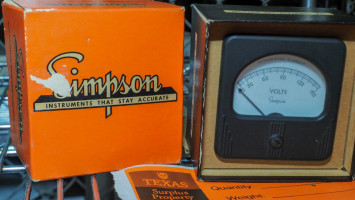 Simpson
INSTRUMENTS THAT STAY ACCURATE
VOLTS
Simpson
TEXAS
Surplus
Property
Quantity
Weight